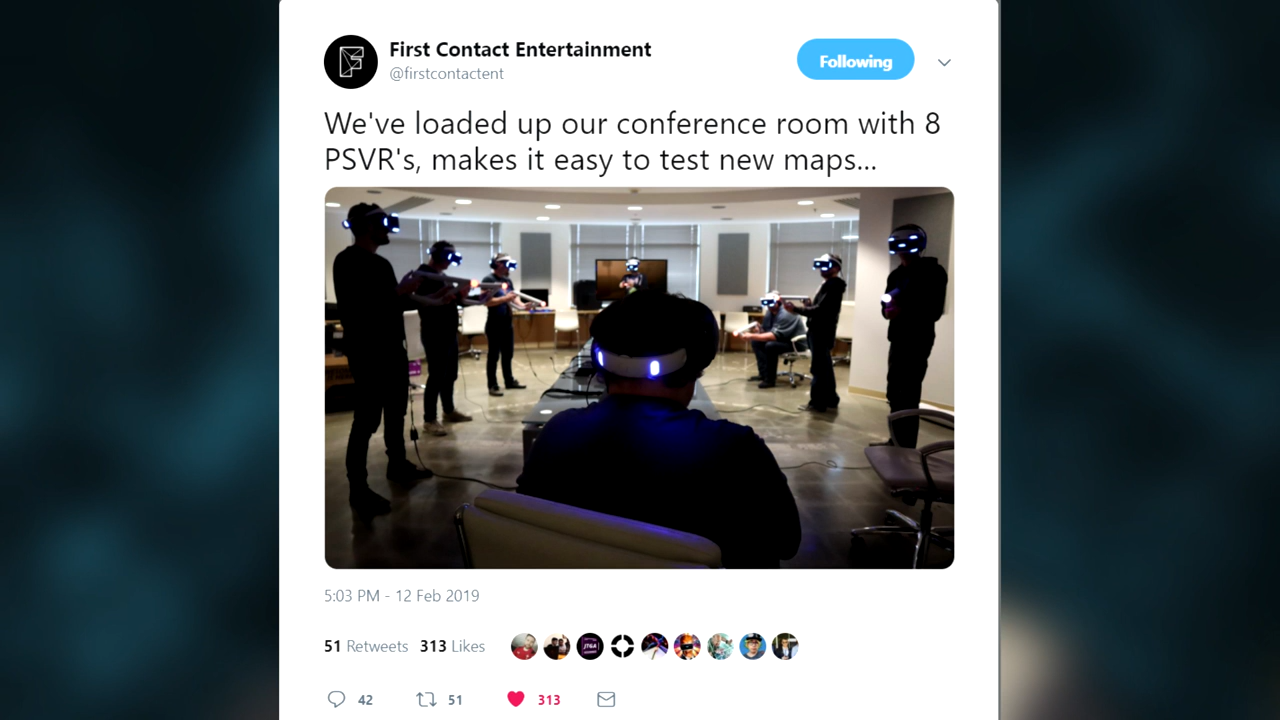 First Contact Entertainment
@firstcontactent
Following
We've loaded up our conference room with 8
PSVR's, makes it easy to test new maps...
5:03 PM - 12 Feb 2019
51 Retweets 313 Likes
JTGA
42
51
313